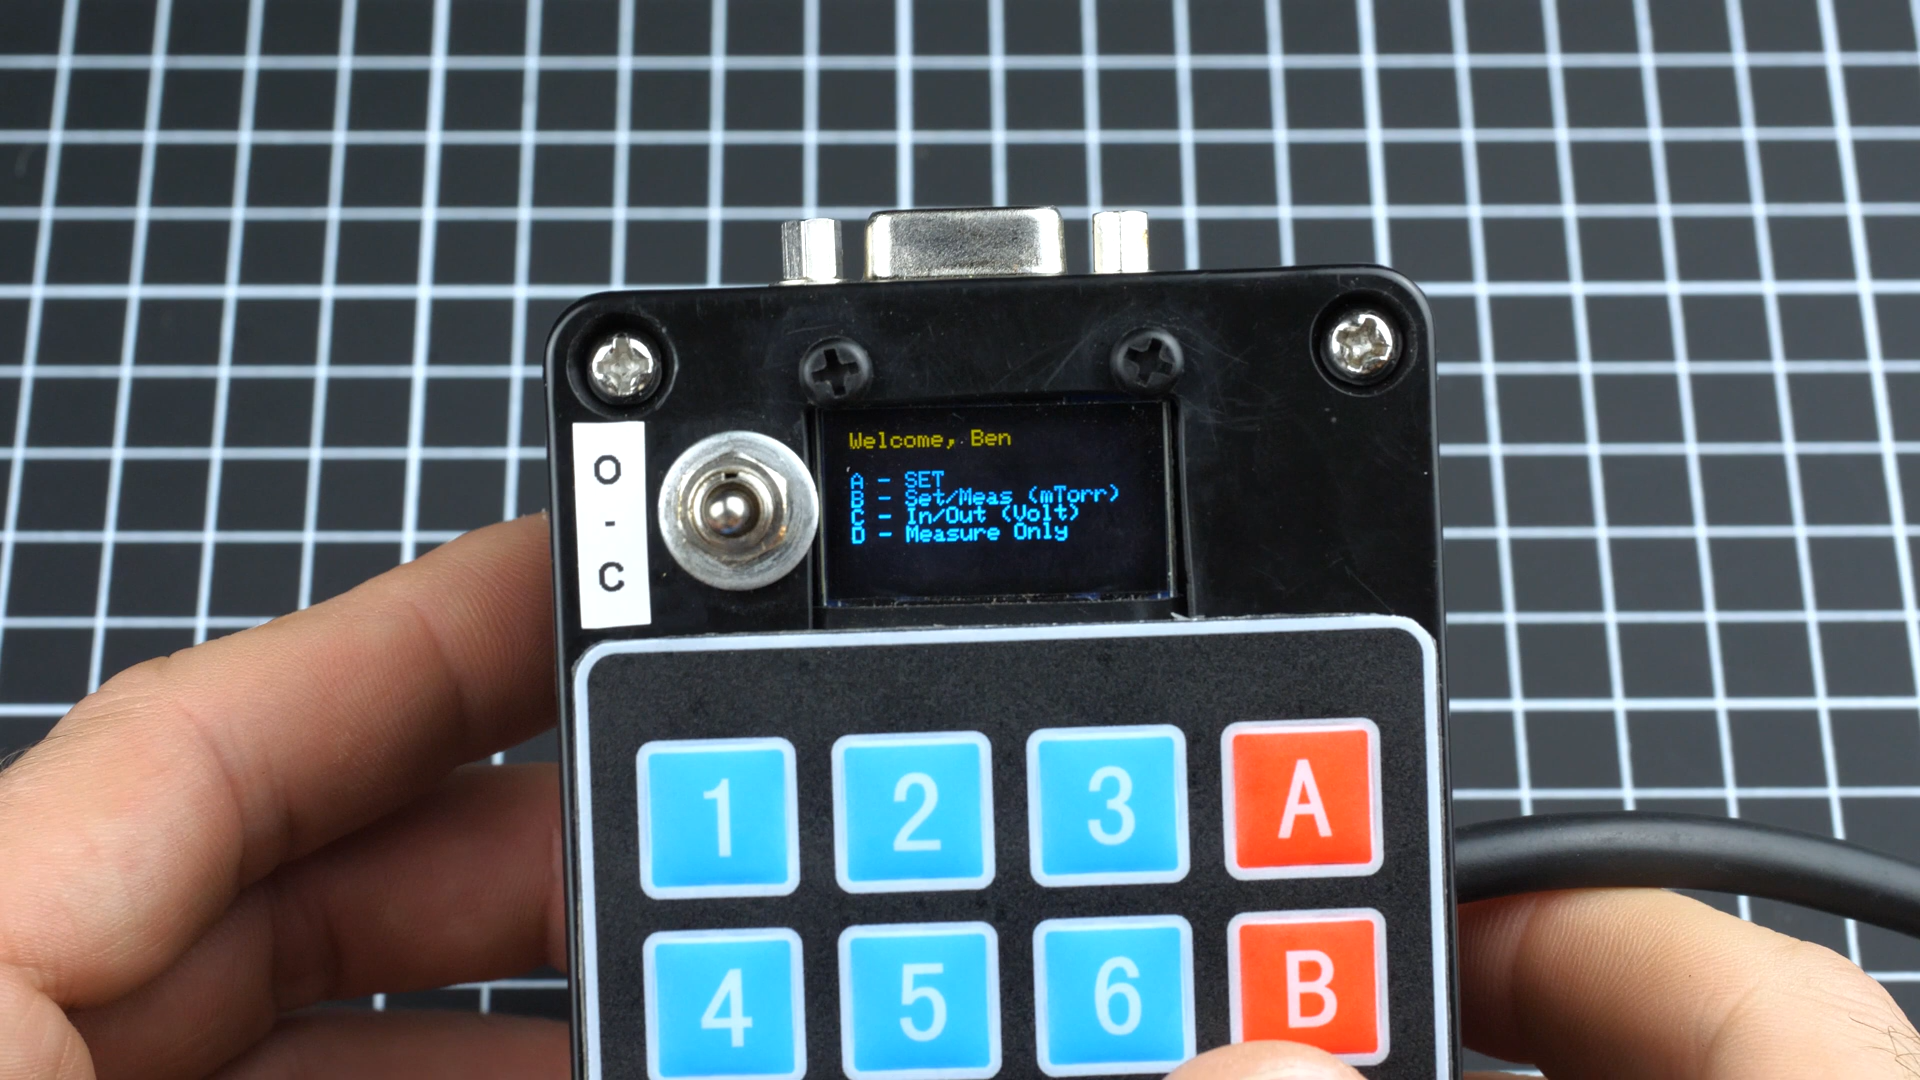 Welcome, Ben
A - SET
B - Set/Meas (mTorr)
C - In/Out (Volt)
D - Measure Only
O
-
C
1 2 3 A
4 5 6 B